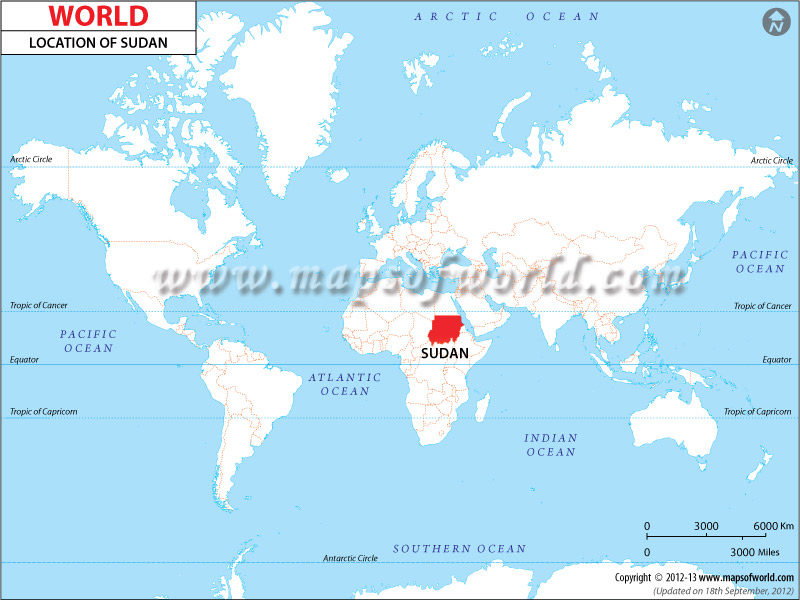 WORLD
LOCATION OF SUDAN
ARCTIC OCEAN
N
Arctic Circle
Arctic Circle
www.mapsofworld.com
PACIFIC
OCEAN
Tropic of Cancer
Tropic of Cancer
PACIFIC
OCEAN
SUDAN
Equator
Equator
ATLANTIC
OCEAN
Tropic of Capricorn
Tropic of Capricorn
INDIAN
OCEAN
0 3000 6000 Km
0 3000 Miles
SOUTHERN OCEAN
Antarctic Circle
Copyright © 2012-13 www.mapsofworld.com
(Updated on 18th September, 2012)